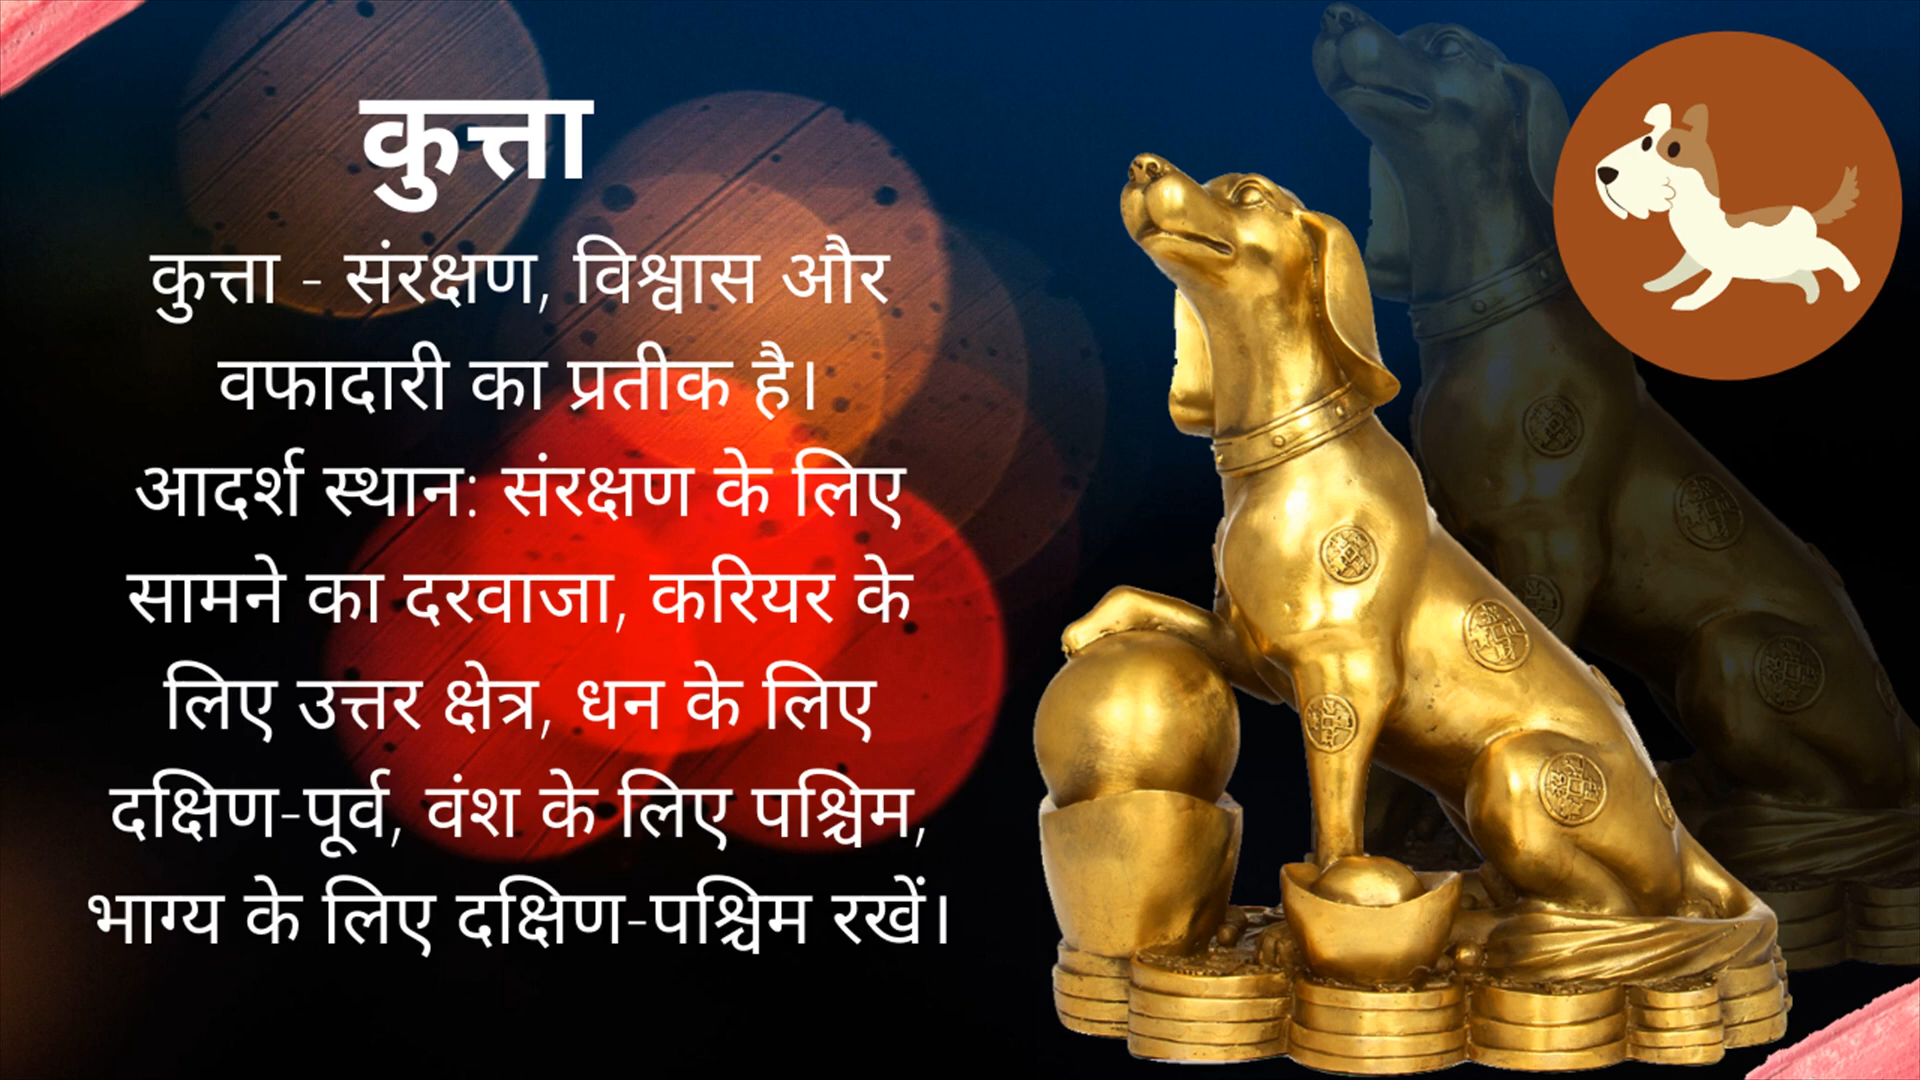 कुत्ता
कुत्ता - संरक्षण, विश्वास और
वफादारी का प्रतीक है।
आदर्श स्थान: संरक्षण के लिए
सामने का दरवाजा, करियर के
लिए उत्तर क्षेत्र, धन के लिए
दक्षिण-पूर्व, वंश के लिए पश्चिम,
भाग्य के लिए दक्षिण-पश्चिम रखें।